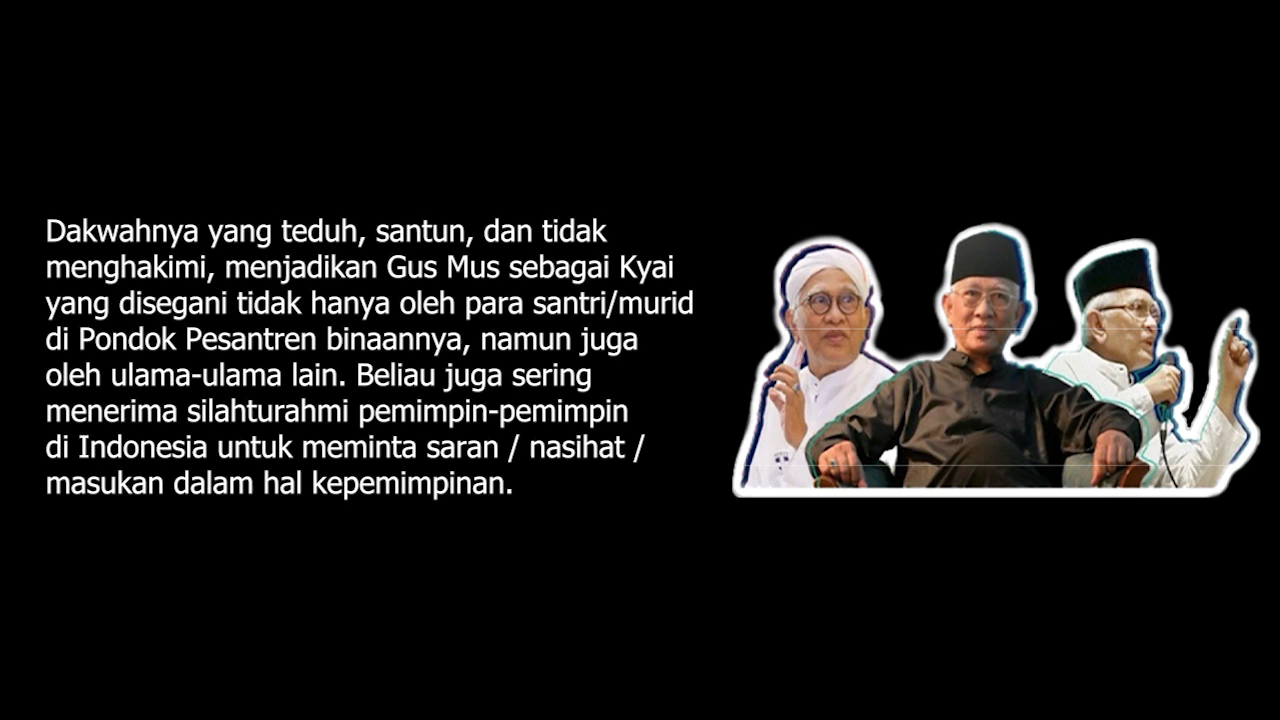 Dakwahnya yang teduh, santun, dan tidak
menghakimi, menjadikan Gus Mus sebagai Kyai
yang disegani tidak hanya oleh para santri/murid
di Pondok Pesantren binaannya, namun juga
oleh ulama-ulama lain. Beliau juga sering
menerima silahturahmi pemimpin-pemimpin
di Indonesia untuk meminta saran / nasihat /
masukan dalam hal kepemimpinan.